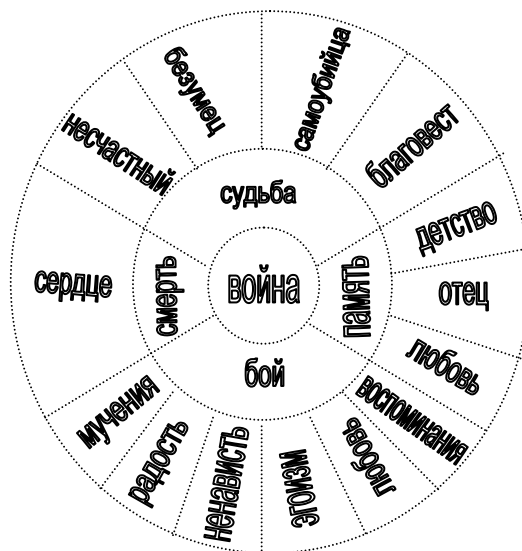 война
судьба
память
бой
смерть
несчастный
безумец
самоубийца
благовест
детство
отец
любовь
воспоминания
любовь
эгоизм
ненависть
радость
мучения
сердце